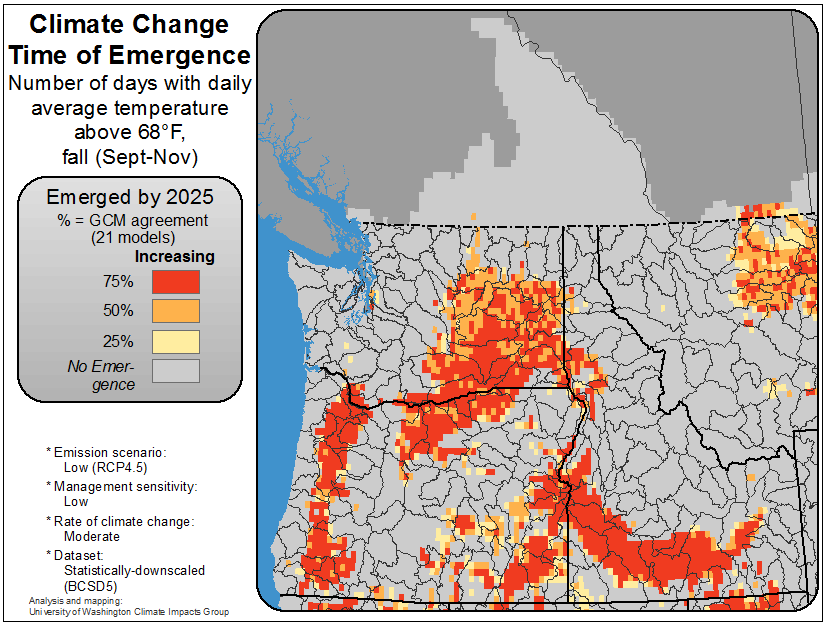 Climate Change
Time of Emergence
Number of days with daily
average temperature
above 68°F,
fall (Sept-Nov)
Emerged by 2025
% = GCM agreement
(21 models)
Increasing
75%
50%
25%
No Emer-
gence
* Emission scenario:
Low (RCP4.5)
* Management sensitivity:
Low
* Rate of climate change:
Moderate
* Dataset:
Statistically-downscaled
(BCSD5)
Analysis and mapping:
University of Washington Climate Impacts Group